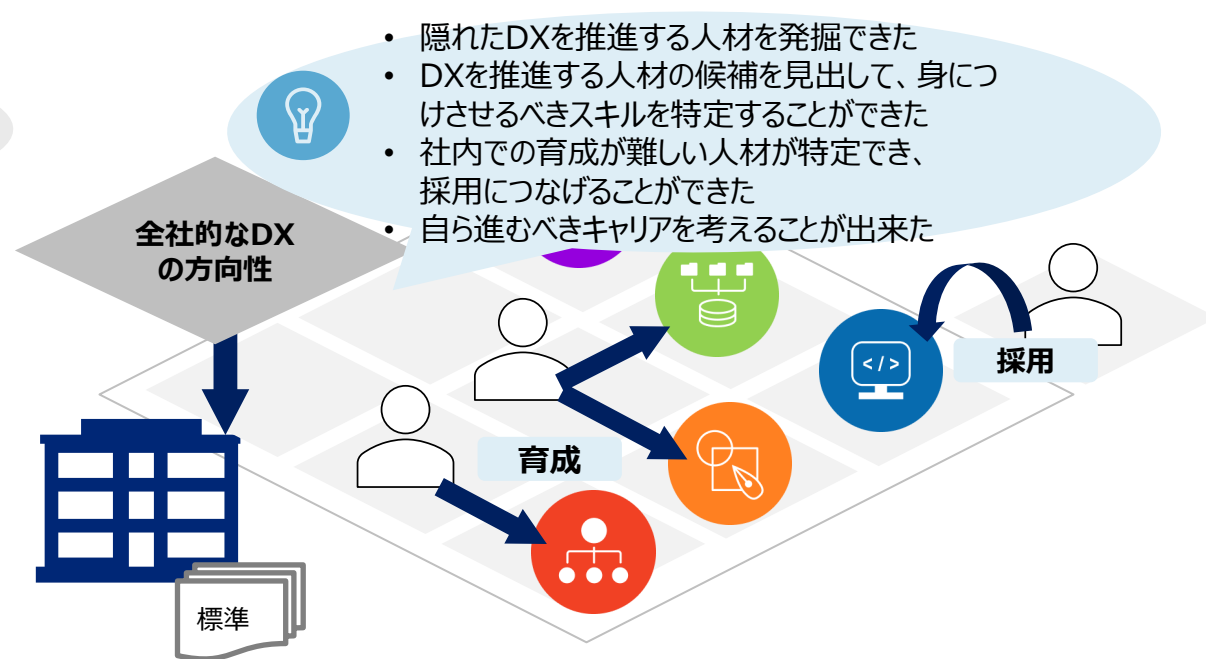 • 隠れたDXを推進する人材を発掘できた
• DXを推進する人材の候補を見出して、身につ
けさせるべきスキルを特定することができた
• 社内での育成が難しい人材が特定でき、
採用につなげることができた
• 自ら進むべきキャリアを考えることが出来た
全社的なDX
の方向性
</>
採用
育成
標準